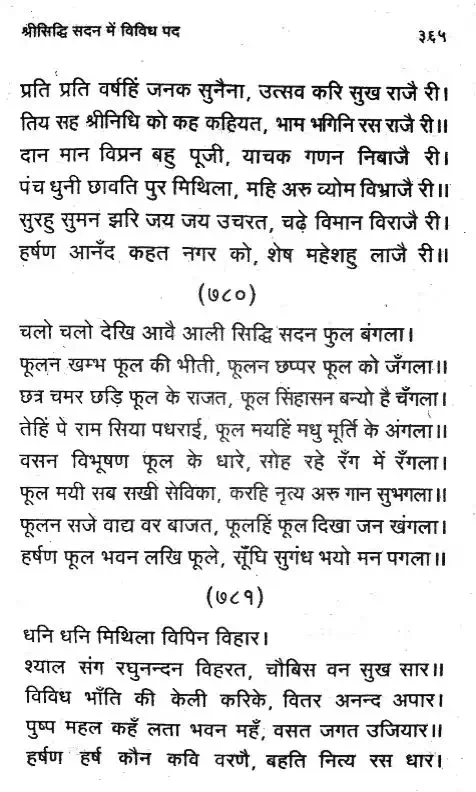 श्रीसिद्धि सदन में विविध पद ३६५
प्रति प्रति वर्षहिं जनक सुनैना, उत्सव करि सुख राजै री।
तिय सह श्रीनिधि को कह कहियत, भाम भगिनि रस राजै री॥
दान मान विप्रन बहु पूजी, याचक गणन निबाजै री।
पंच धुनी छावति पुर मिथिला, महि अरु व्योम विभ्राजै री॥
सुरहु सुमन झरि जय जय उचरत, चढ़े विमान विराजै री।
हर्षण आनँद कहत नगर को, शेष महेशहु लाजै री॥
(७८०)
चलो चलो देखि आवै आली सिद्धि सदन फुल बंगला।
फूलन खम्भ फूल की भीती, फूलन छप्पर फूल को जँगला॥
छत्र चमर छड़ि फूल के राजत, फूल सिंहासन बन्यो है चँगला।
तेहिं पे राम सिया पधराई, फूल मयहिं मधु मूर्ति के अंगला॥
वसन विभूषण फूल के धारे, सोह रहे रँग में रँगला।
फूल मयी सब सखी सेविका, करहि नृत्य अरु गान सुभगला॥
फूलन सजे वाद्य वर बाजत, फूलहिं फूल दिखा जन खंगला।
हर्षण फूल भवन लखि फूले, सूँघि सुगंध भयो मन पगला॥
(७८१)
धनि धनि मिथिला विपिन विहार।
श्याल संग रघुनन्दन विहरत, चौबिस वन सुख सार॥
विविध भाँति की केली करिके, वितर अनन्द अपार।
पुष्प महल कहँ लता भवन महँ, वसत जगत उजियार॥
हर्षण हर्ष कौन कवि वरणै, बहति नित्य रस धार।